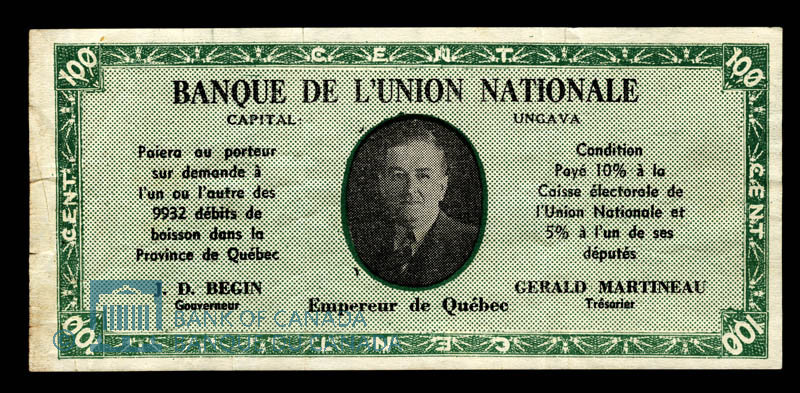 100 CENT 100
BANQUE DE L'UNION NATIONALE
CAPITAL: UNGAVA
Paiera au porteur
sur demande à
l'un ou l'autre des
9932 débits de
boisson dans la
Province de Québec
Condition
Payé 10% à la
Caisse électorale de
l'Union Nationale et
5% à l'un de ses
députés
CENT
CENT
J. D. BEGIN
Gouverneur
Empereur de Québec
GERALD MARTINEAU
Trésorier
BANK OF CANADA
BANQUE DU CANADA
100 CENT 100